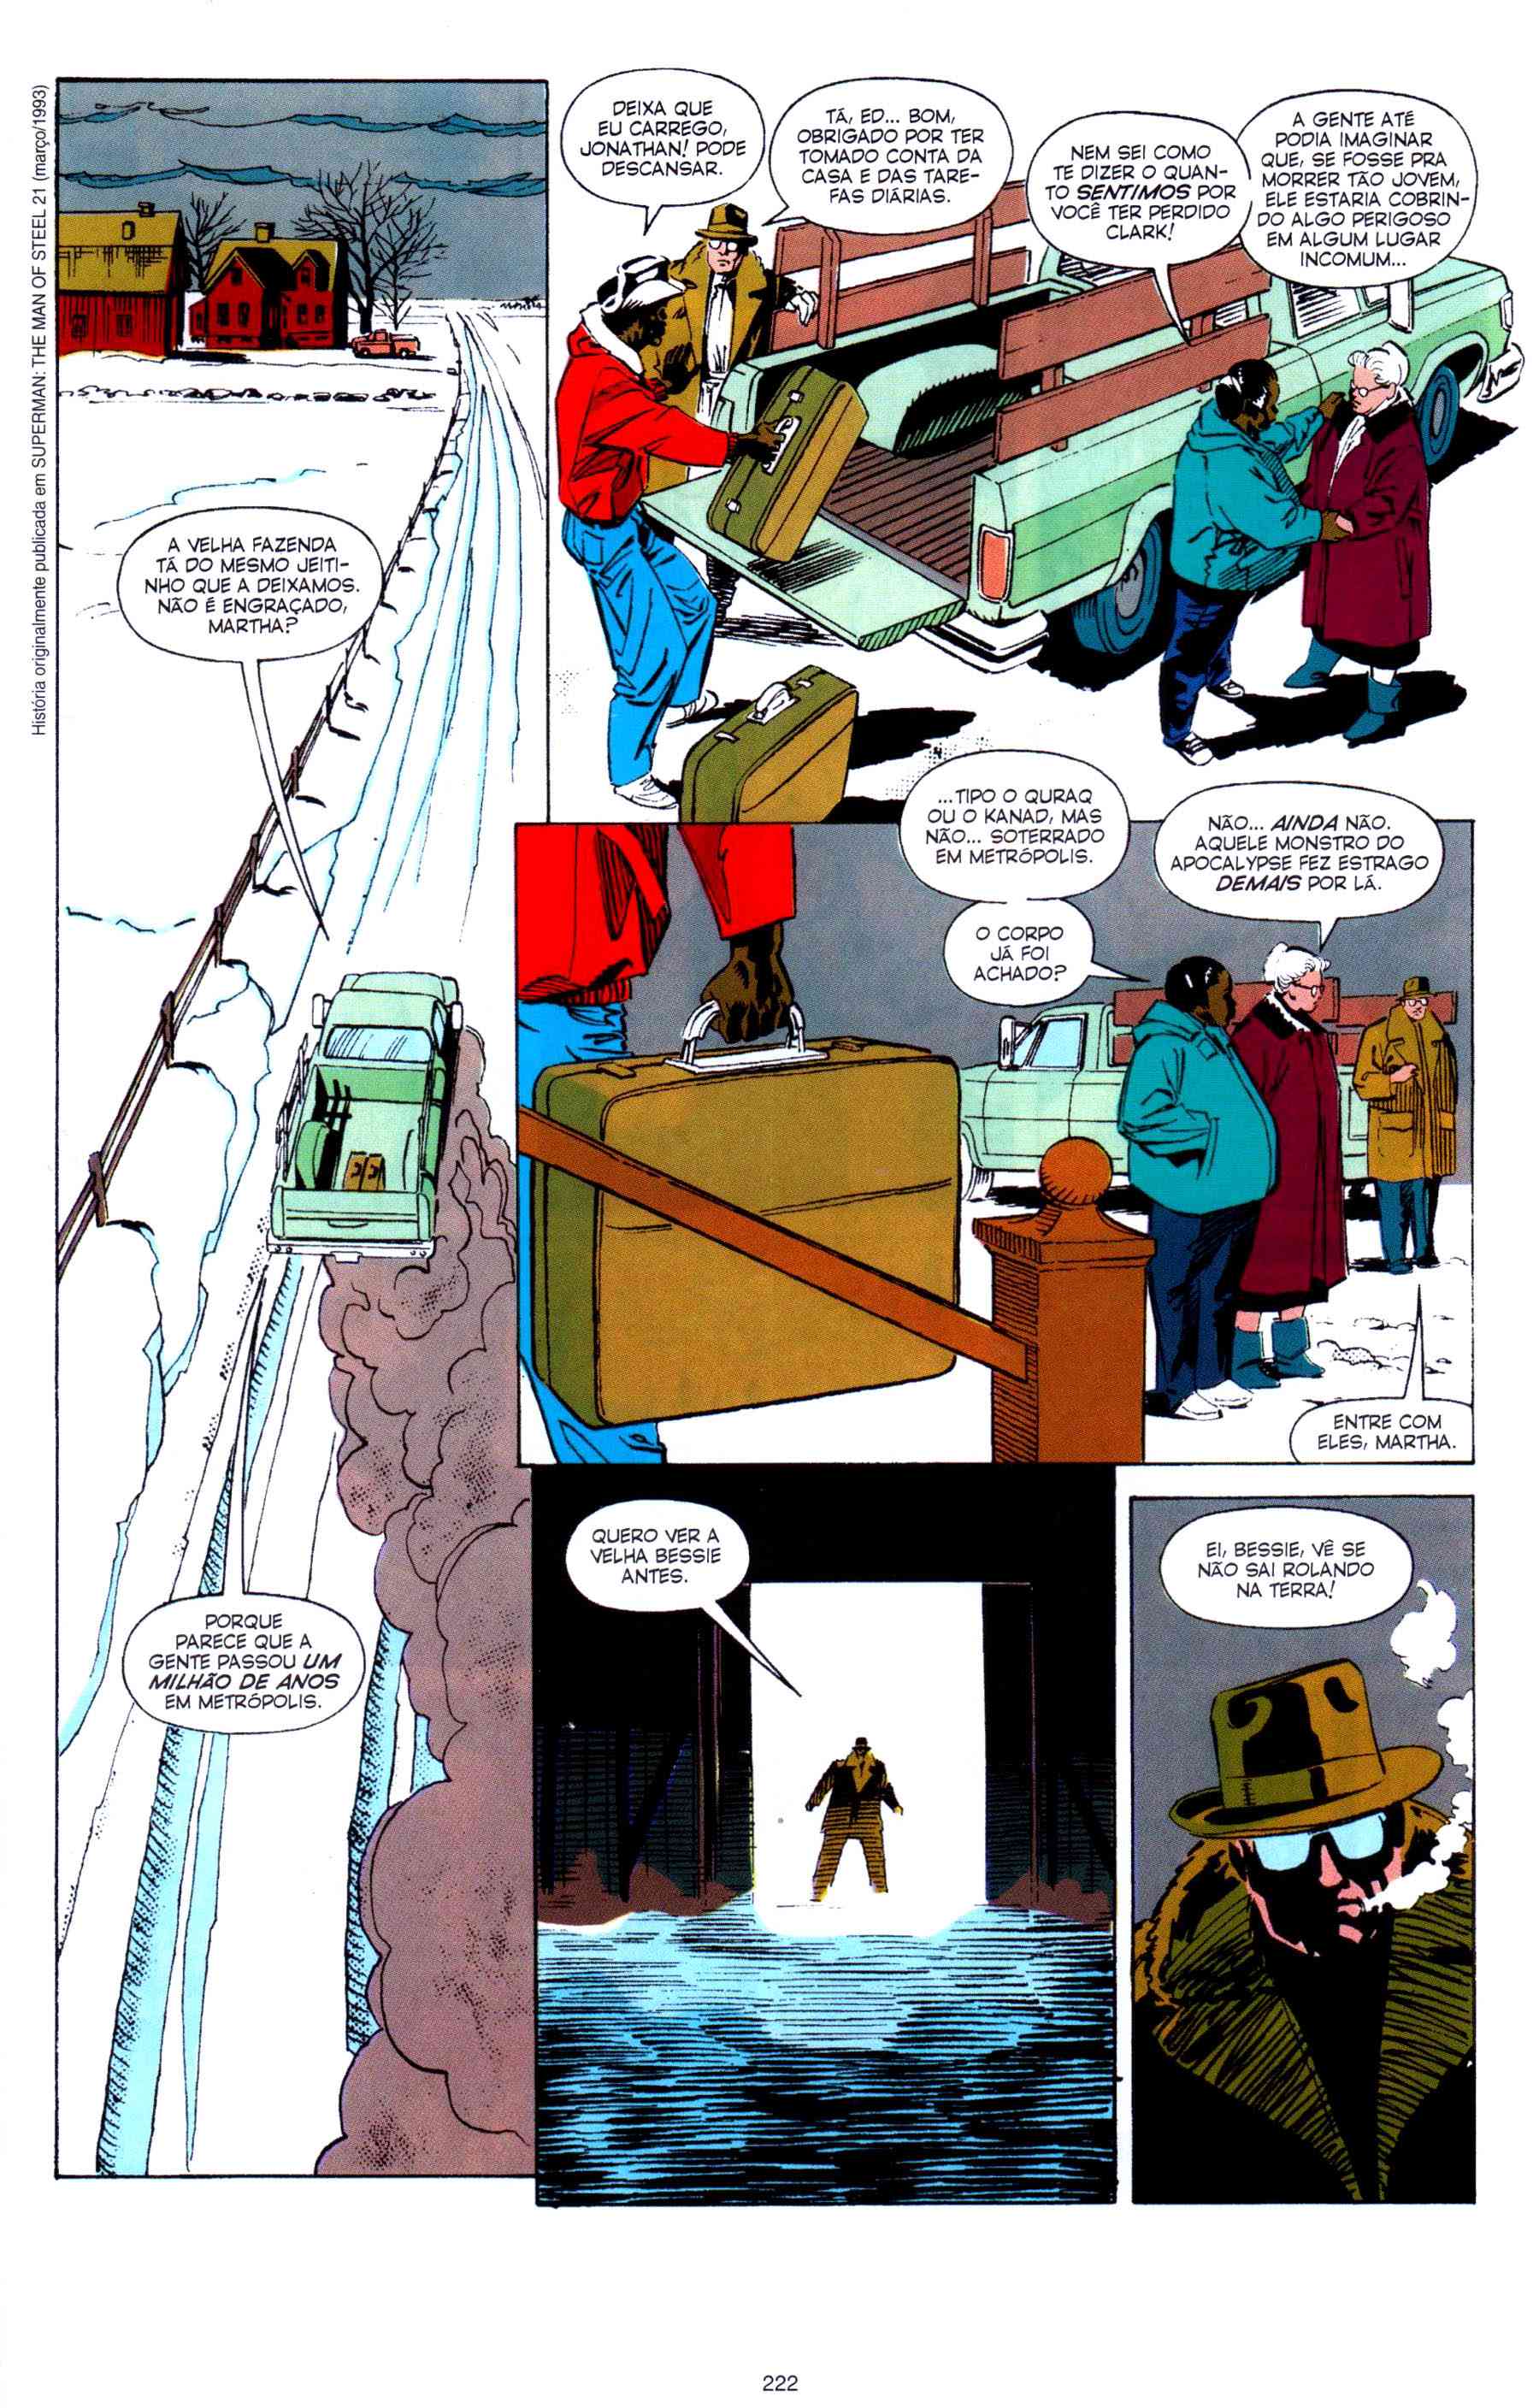 História originalmente publicada em SUPERMAN: THE MAN OF STEEL 21 (março/1993)
A VELHA FAZENDA
TÁ DO MESMO JEITI-
NHO QUE A DEIXAMOS.
NÃO É ENGRAÇADO,
MARTHA?
PORQUE
PARECE QUE A
GENTE PASSOU UM
MILHÃO DE ANOS
EM METRÓPOLIS.
DEIXA QUE
EU CARREGO,
JONATHAN! PODE
DESCANSAR.
TÁ, ED... BOM,
OBRIGADO POR TER
TOMADO CONTA DA
CASA E DAS TARE-
FAS DIÁRIAS.
NEM SEI COMO
TE DIZER O QUAN-
TO SENTIMOS POR
VOCÊ TER PERDIDO
CLARK!
A GENTE ATÉ
PODIA IMAGINAR
QUE, SE FOSSE PRA
MORRER TÃO JOVEM,
ELE ESTARIA COBRIN-
DO ALGO PERIGOSO
EM ALGUM LUGAR
INCOMUM...
...TIPO O QURAQ
OU O KANAD, MAS
NÃO... SOTERRADO
EM METRÓPOLIS.
O CORPO
JÁ FOI
ACHADO?
NÃO... AINDA NÃO.
AQUELE MONSTRO DO
APOCALYPSE FEZ ESTRAGO
DEMAIS POR LÁ.
ENTRE COM
ELES, MARTHA.
QUERO VER A
VELHA BESSIE
ANTES.
EI, BESSIE, VÊ SE
NÃO SAI ROLANDO
NA TERRA!
222